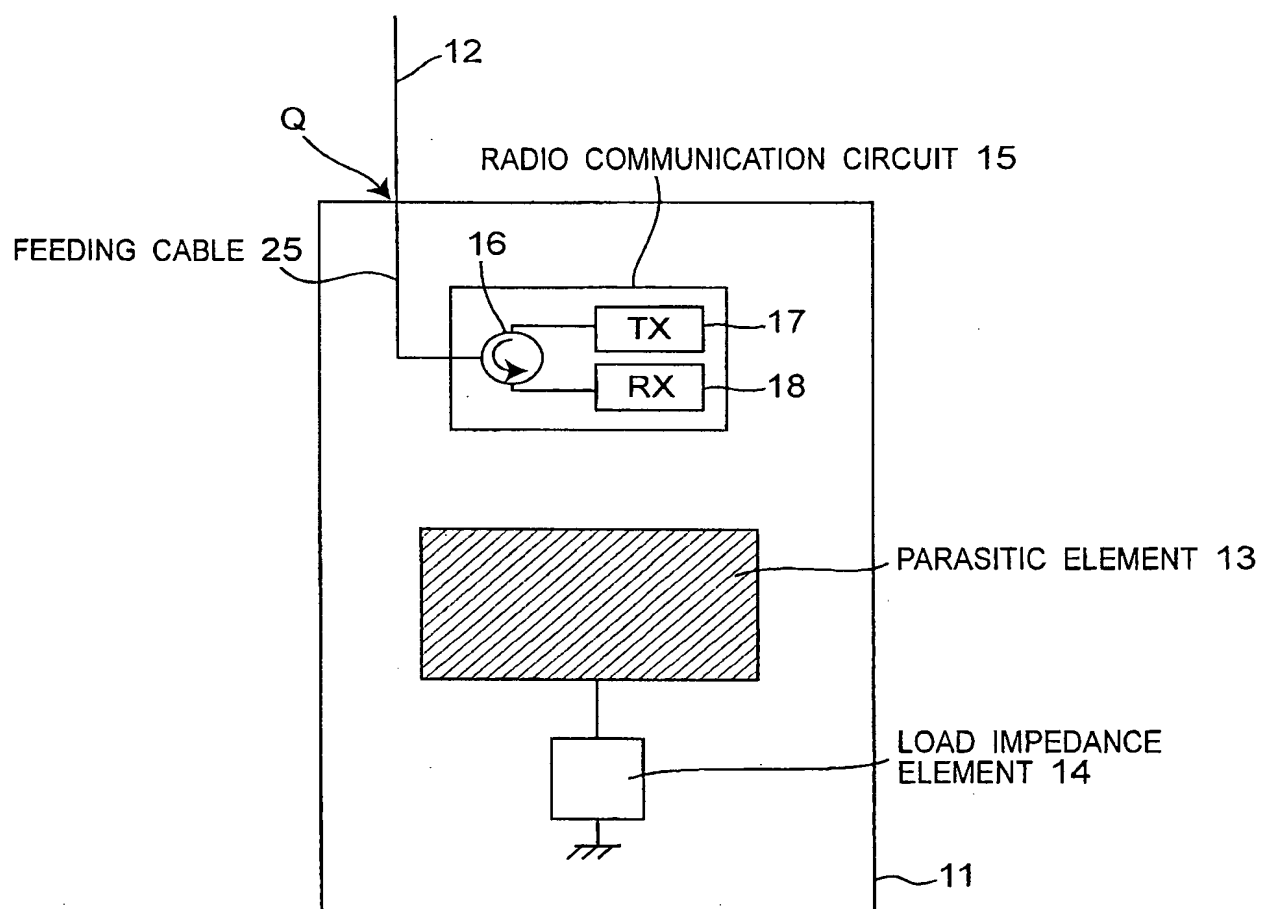 12
Q
RADIO COMMUNICATION CIRCUIT 15
FEEDING CABLE 25
16
TX
17
RX
18
PARASITIC ELEMENT 13
LOAD IMPEDANCE
ELEMENT 14
11